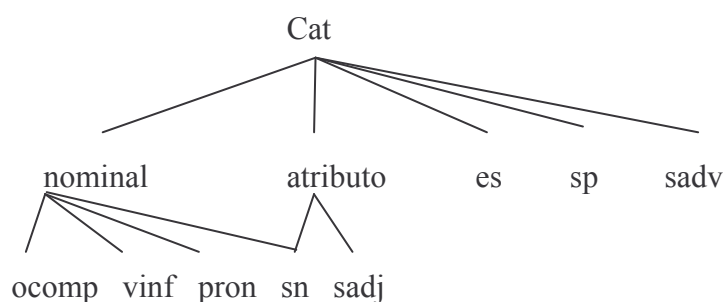 Cat
nominal atributo es sp sadv
ocomp vinf pron sn sadj